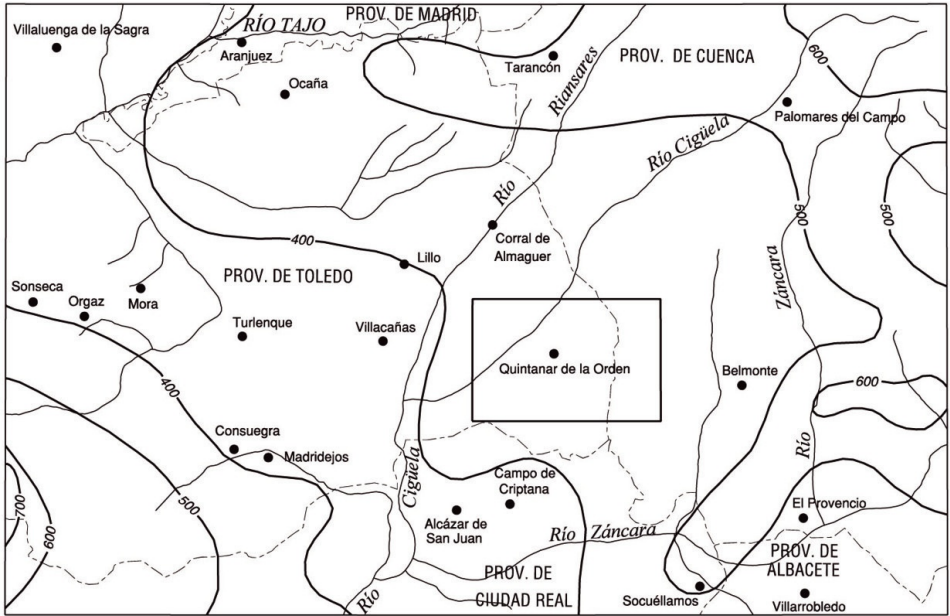 PROV. DE MADRID
RÍO TAJO
Villaluenga de la Sagra
Aranjuez
Tarancón
PROV. DE CUENCA
600
Ocaña
Riansares
Palomares del Campo
Río Cigüela
Río
500
500
400
Corral de
Almaguer
Lillo
PROV. DE TOLEDO
Záncara
Sonseca
Orgaz
Mora
Turlenque
Villacañas
Quintanar de la Orden
Belmonte
400
600
Consuegra
Madridejos
Cigüela
Río
Campo de
Criptana
700
600
500
Alcázar de
San Juan
El Provencio
Río Záncara
PROV. DE
ALBACETE
PROV. DE
CIUDAD REAL
Río
Socuéllamos
Villarrobledo